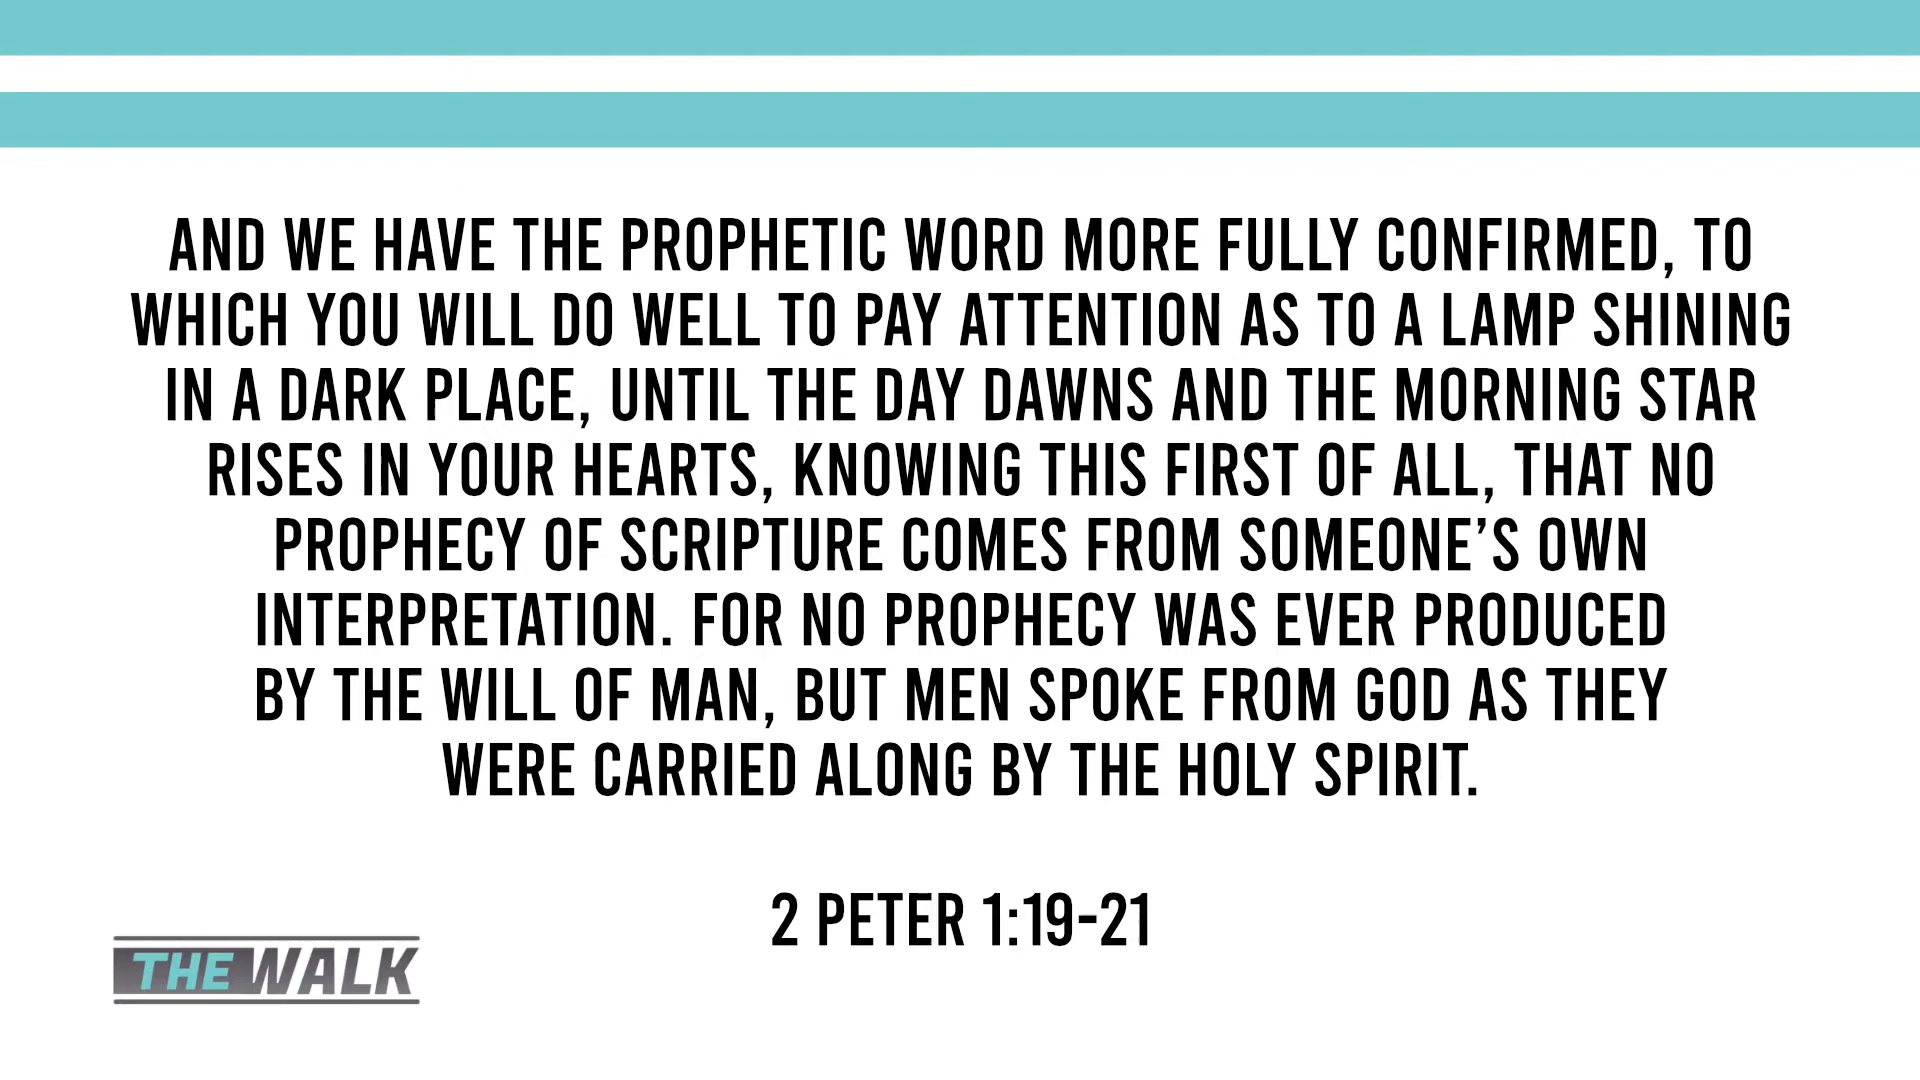 AND WE HAVE THE PROPHETIC WORD MORE FULLY CONFIRMED, TO
WHICH YOU WILL DO WELL TO PAY ATTENTION AS TO A LAMP SHINING
IN A DARK PLACE, UNTIL THE DAY DAWNS AND THE MORNING STAR
RISES IN YOUR HEARTS, KNOWING THIS FIRST OF ALL, THAT NO
PROPHECY OF SCRIPTURE COMES FROM SOMEONE’S OWN
INTERPRETATION. FOR NO PROPHECY WAS EVER PRODUCED
BY THE WILL OF MAN, BUT MEN SPOKE FROM GOD AS THEY
WERE CARRIED ALONG BY THE HOLY SPIRIT.
2 PETER 1:19-21
THE WALK